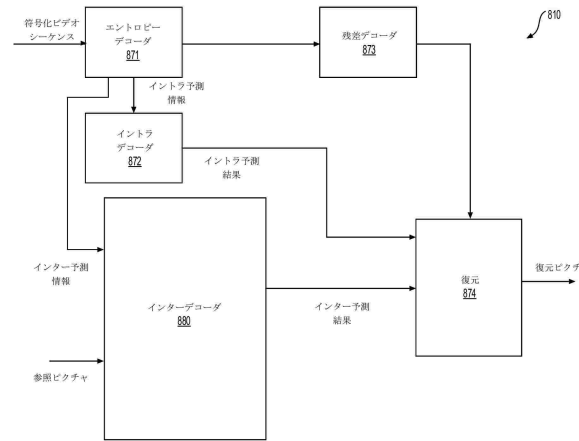 符号化ビデオ
シーケンス
エントロピー
デコーダ
871
残差デコーダ
873
810
イントラ予測
情報
イントラ
デコーダ
872
イントラ予測
結果
インター予測
情報
インターデコーダ
880
インター予測
結果
復元
874
復元ピクチャ
参照ピクチャ